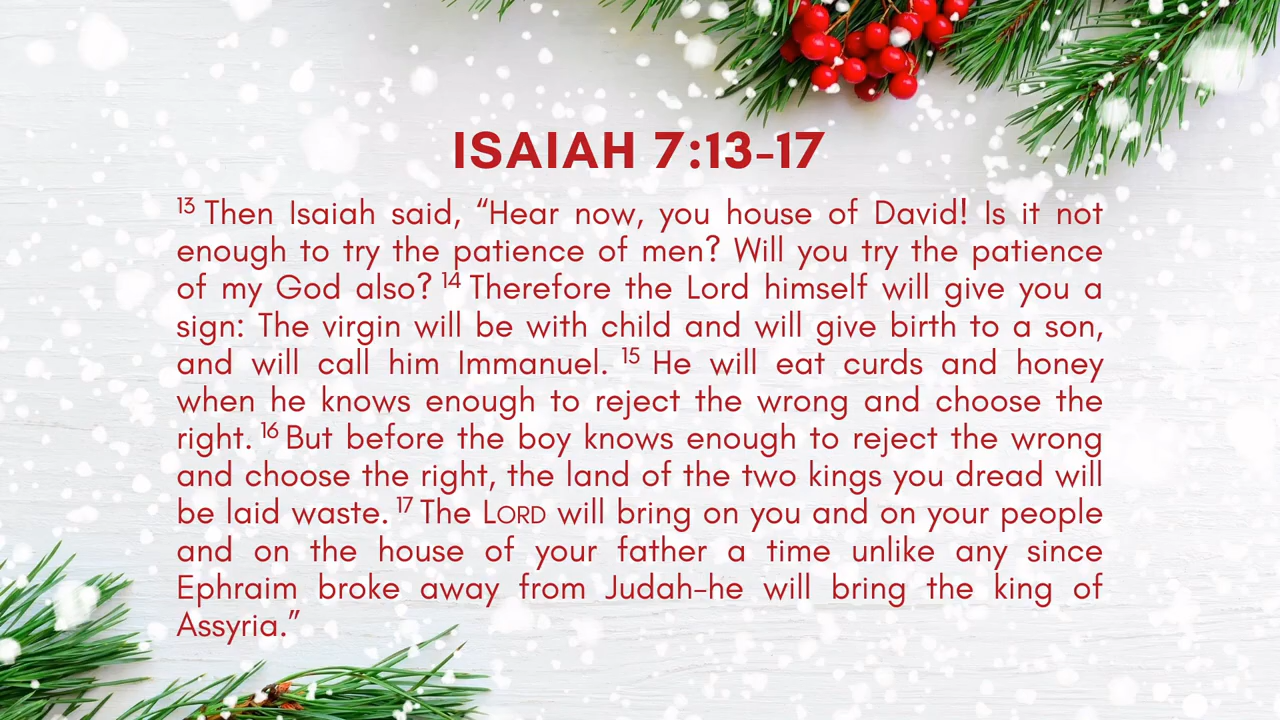 ISAIAH 7:13-17
13 Then Isaiah said, “Hear now, you house of David! Is it not
enough to try the patience of men? Will you try the patience
of my God also? 14 Therefore the Lord himself will give you a
sign: The virgin will be with child and will give birth to a son,
and will call him Immanuel. 15 He will eat curds and honey
when he knows enough to reject the wrong and choose the
right. 16 But before the boy knows enough to reject the wrong
and choose the right, the land of the two kings you dread will
be laid waste. 17 The LORD will bring on you and on your people
and on the house of your father a time unlike any since
Ephraim broke away from Judah–he will bring the king of
Assyria.”